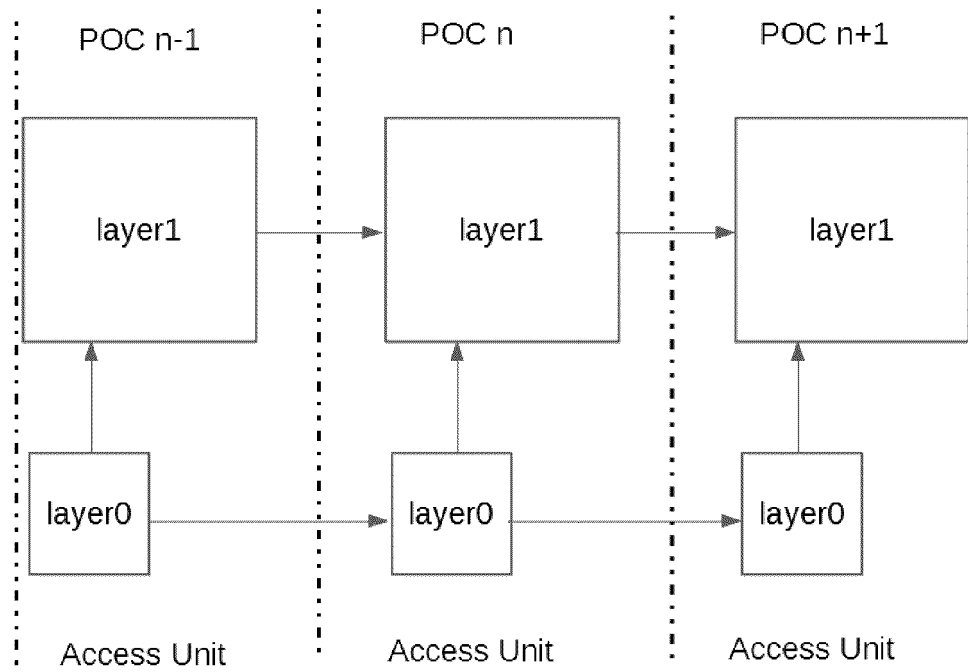 POC n-1
POC n
POC n+1
layer1
layer1
layer1
layer0
layer0
layer0
Access Unit
Access Unit
Access Unit